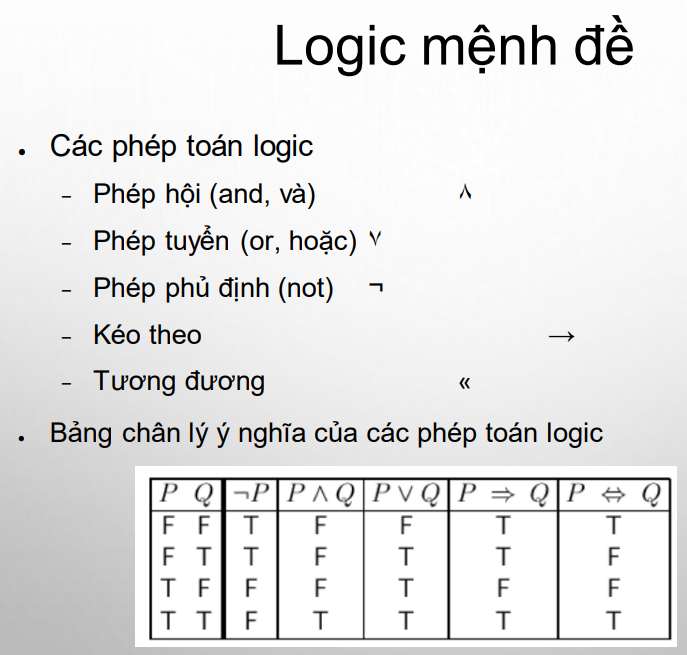 Logic mệnh đề
• Các phép toán logic
– Phép hội (and, và) ∧
– Phép tuyển (or, hoặc) ∨
– Phép phủ định (not) ¬
– Kéo theo →
– Tương đương «
• Bảng chân lý ý nghĩa của các phép toán logic
P Q ¬P P ∧ Q P ∨ Q P ⇒ Q P ⇔ Q
F F T F F T T
F T T F T T F
T F F F T F F
T T F T T T T